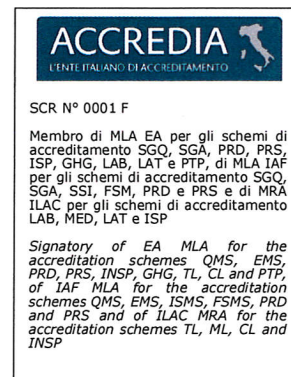 ACCREDIA
L'ENTE ITALIANO DI ACCREDITAMENTO
SCR N° 0001 F
Membro di MLA EA per gli schemi di
accreditamento SGQ, SGA, PRD, PRS,
ISP, GHG, LAB, LAT e PTP, di MLA IAF
per gli schemi di accreditamento SGQ,
SGA, SSI, FSM, PRD e PRS e di MRA
ILAC per gli schemi di accreditamento
LAB, MED, LAT e ISP
Signatory of EA MLA for the
accreditation schemes QMS, EMS,
PRD, PRS, INSP, GHG, TL, CL and PTP,
of IAF MLA for the accreditation
schemes QMS, EMS, ISMS, FSMS, PRD
and PRS and of ILAC MRA for the
accreditation schemes TL, ML, CL and
INSP